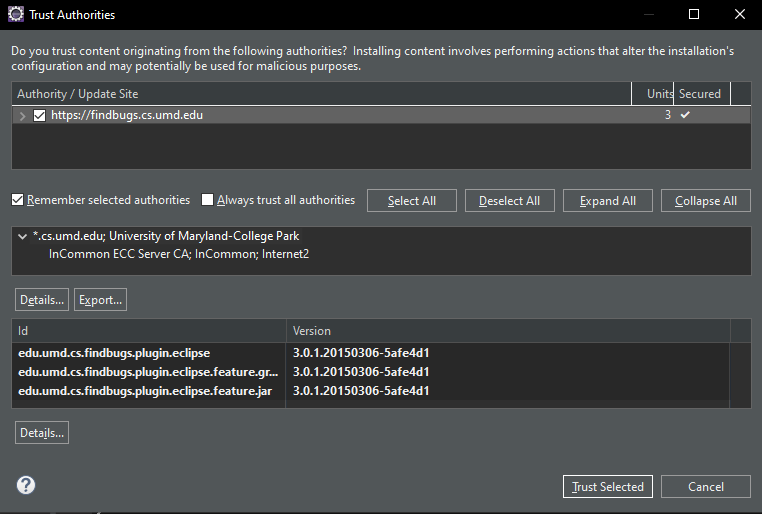 Trust Authorities
Do you trust content originating from the following authorities? Installing content involves performing actions that alter the installation's
configuration and may potentially be used for malicious purposes.
Authority / Update Site Units Secured
https://findbugs.cs.umd.edu 3
Remember selected authorities Always trust all authorities Select All Deselect All Expand All Collapse All
*.cs.umd.edu; University of Maryland-College Park
InCommon ECC Server CA; InCommon; Internet2
Details... Export...
Id Version
edu.umd.cs.findbugs.plugin.eclipse 3.0.1.20150306-5afe4d1
edu.umd.cs.findbugs.plugin.eclipse.feature.gr... 3.0.1.20150306-5afe4d1
edu.umd.cs.findbugs.plugin.eclipse.feature.jar 3.0.1.20150306-5afe4d1
Details...
? Trust Selected Cancel